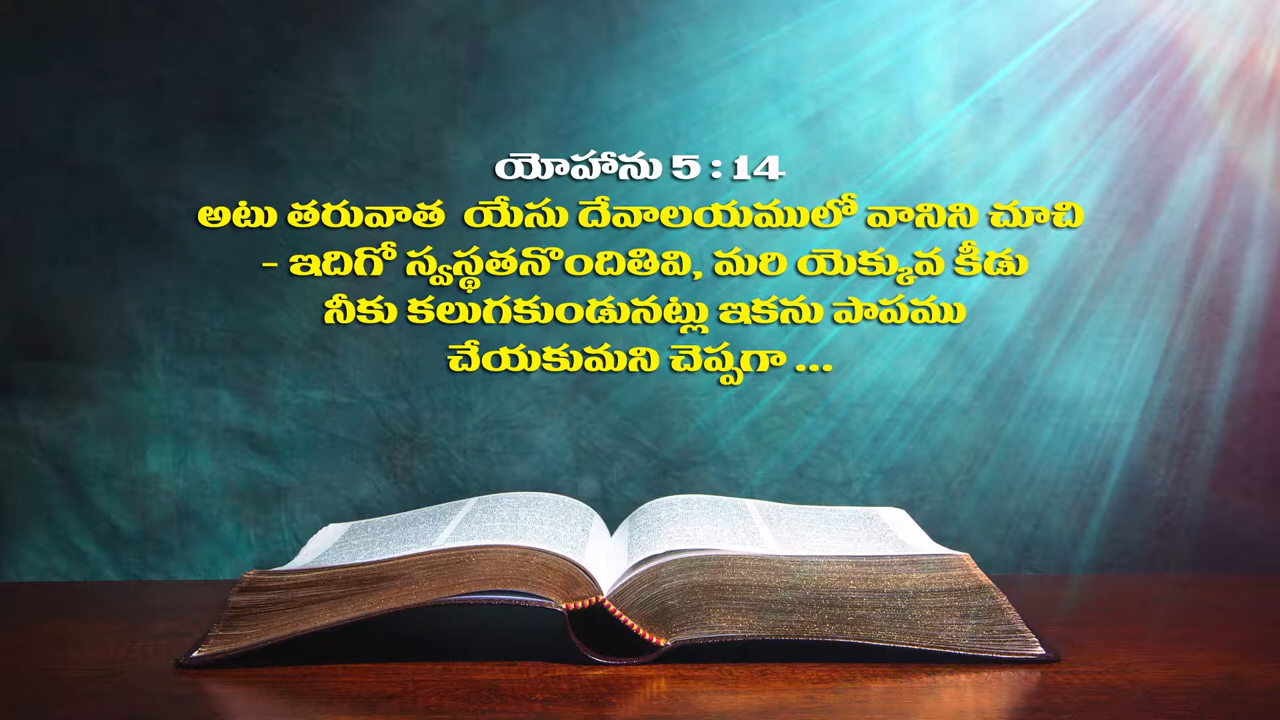 యోహాను 5 : 14
అటు తరువాత యేసు దేవాలయములో వానిని చూచి
- ఇదిగో స్వస్థతనొందితివి, మరి యెక్కువ కీడు
నీకు కలుగకుండునట్లు ఇకను పాపము
చేయకుమని చెప్పగా ...